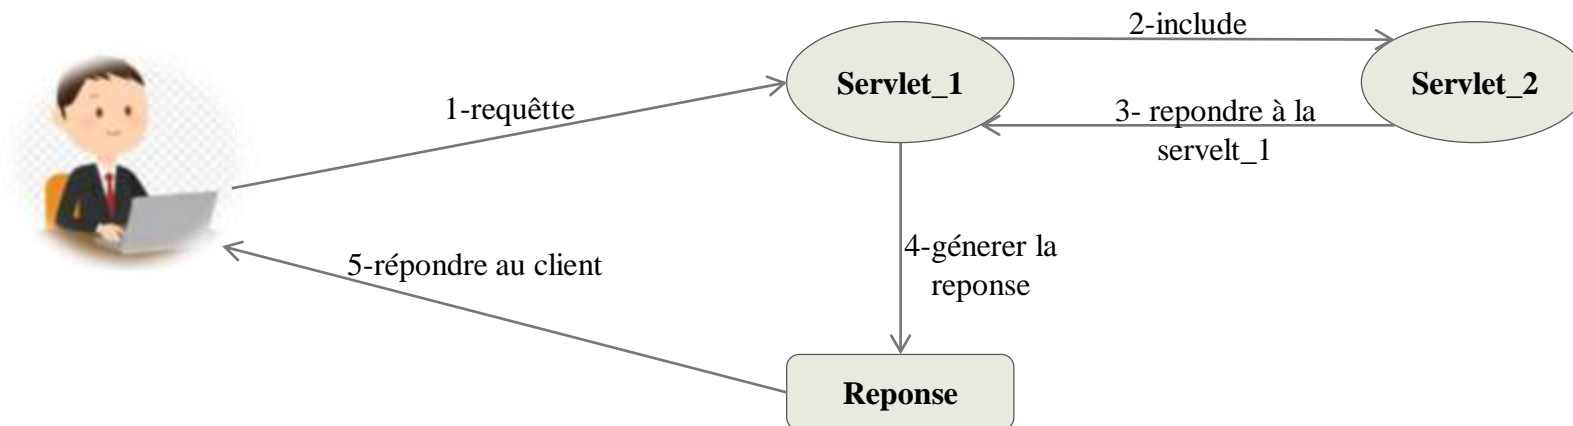 1-requêtte
Servlet_1
2-include
Servlet_2
3- repondre à la
servelt_1
4-génerer la
reponse
5-répondre au client
Reponse